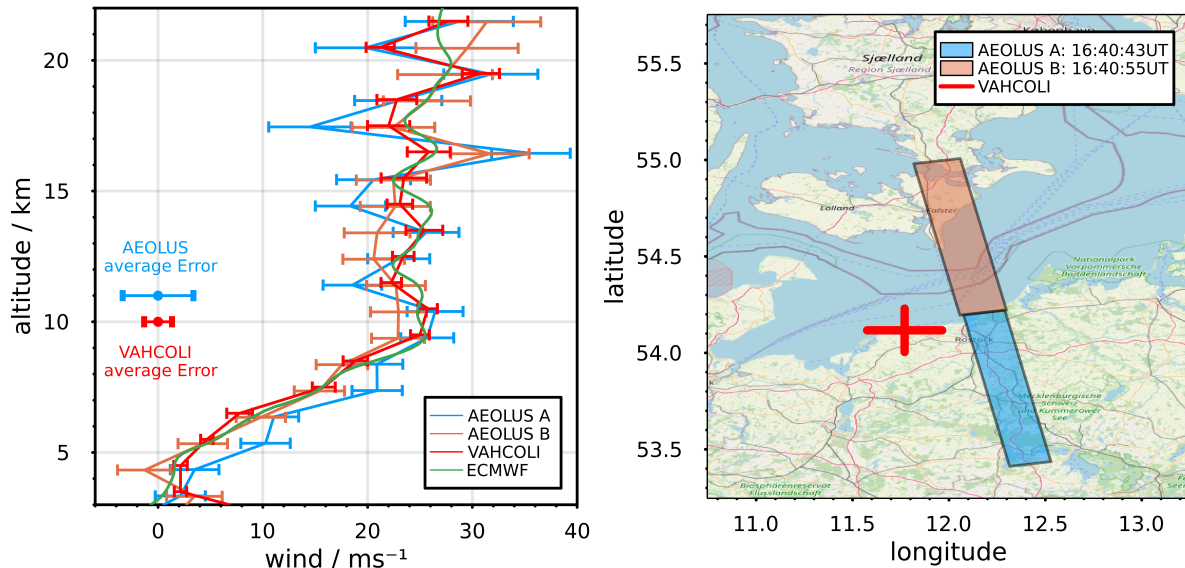 20
15
10
5
0
10
20
30
40
altitude / km
wind / ms⁻¹
AEOLUS
average Error
VAHCOLI
average Error
AEOLUS A
AEOLUS B
VAHCOLI
ECMWF
55.5
55.0
54.5
54.0
53.5
11.0
11.5
12.0
12.5
13.0
latitude
longitude
AEOLUS A: 16:40:43UT
AEOLUS B: 16:40:55UT
VAHCOLI
Sjælland
Region Sjælland
Lolland
Falster
Nationalpark
Vorpommersche
Boddenlandschaft
Rostock
Mecklenburgische
Schweiz
und Kummerower
See
Biosphärenreservat
Flusslandschaft